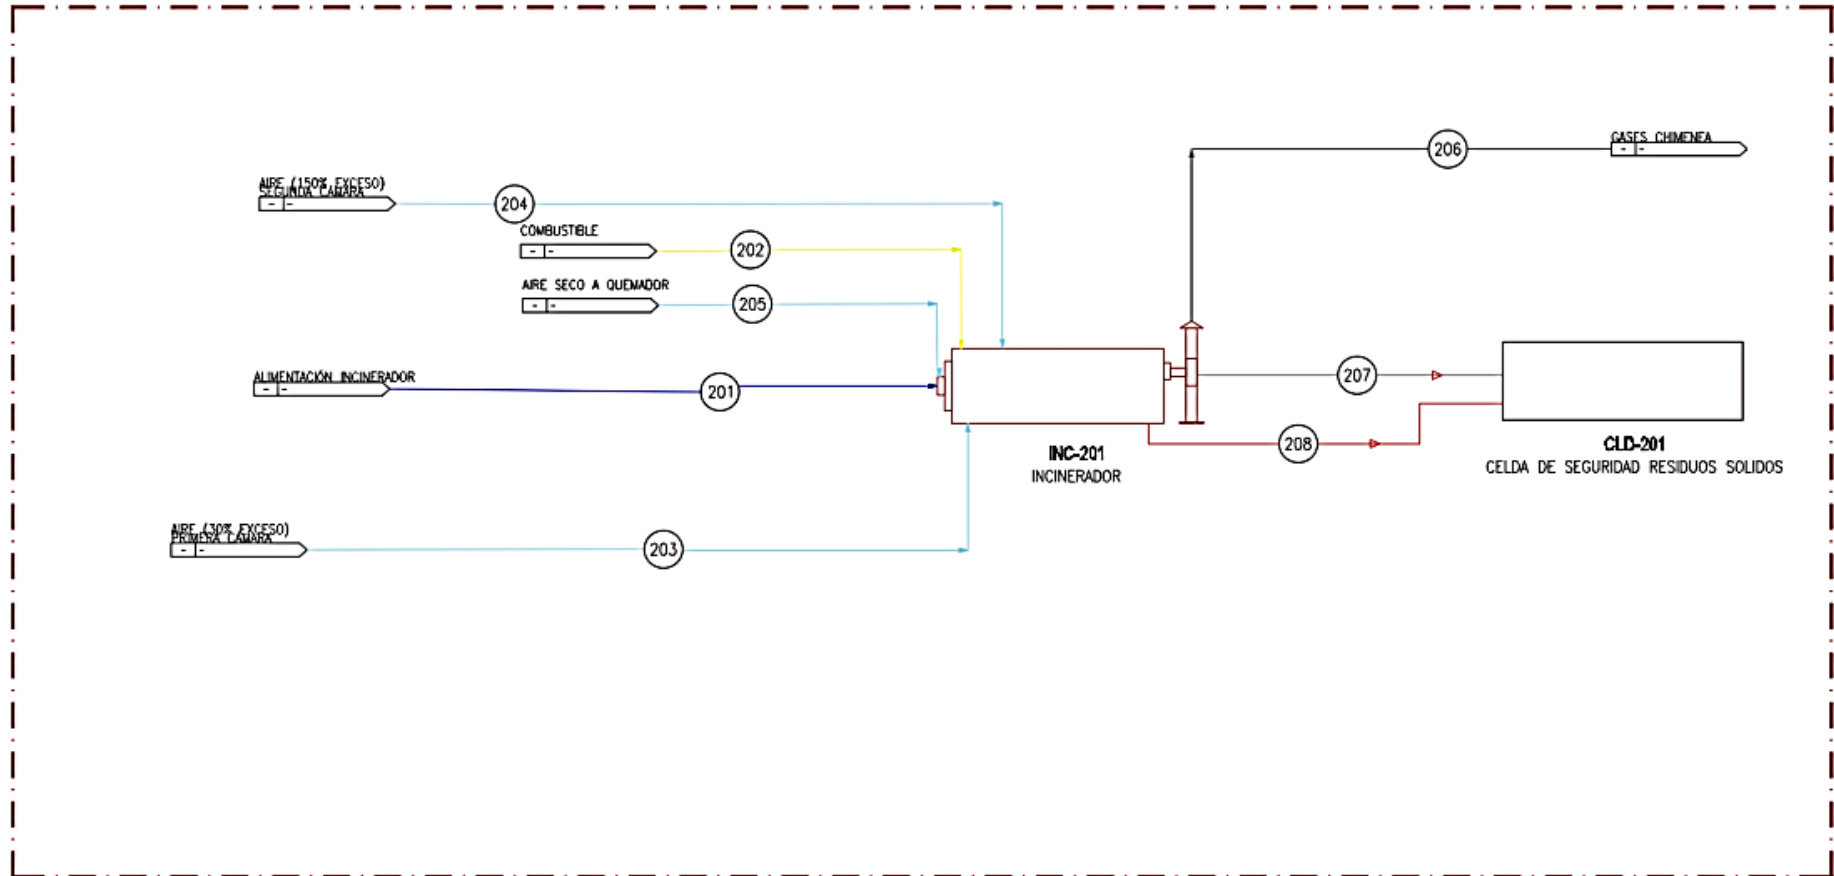 206
GASES CHIMENEA
- -
AIRE (150% EXCESO)
SEGUNDA CAMARA
- -
204
COMBUSTIBLE
- -
202
AIRE SECO A QUEMADOR
- -
205
ALIMENTACIÓN INCINERADOR
- -
201
207
208
INC-201
INCINERADOR
CLD-201
CELDA DE SEGURIDAD RESIDUOS SOLIDOS
AIRE (30% EXCESO)
PRIMERA CAMARA
- -
203